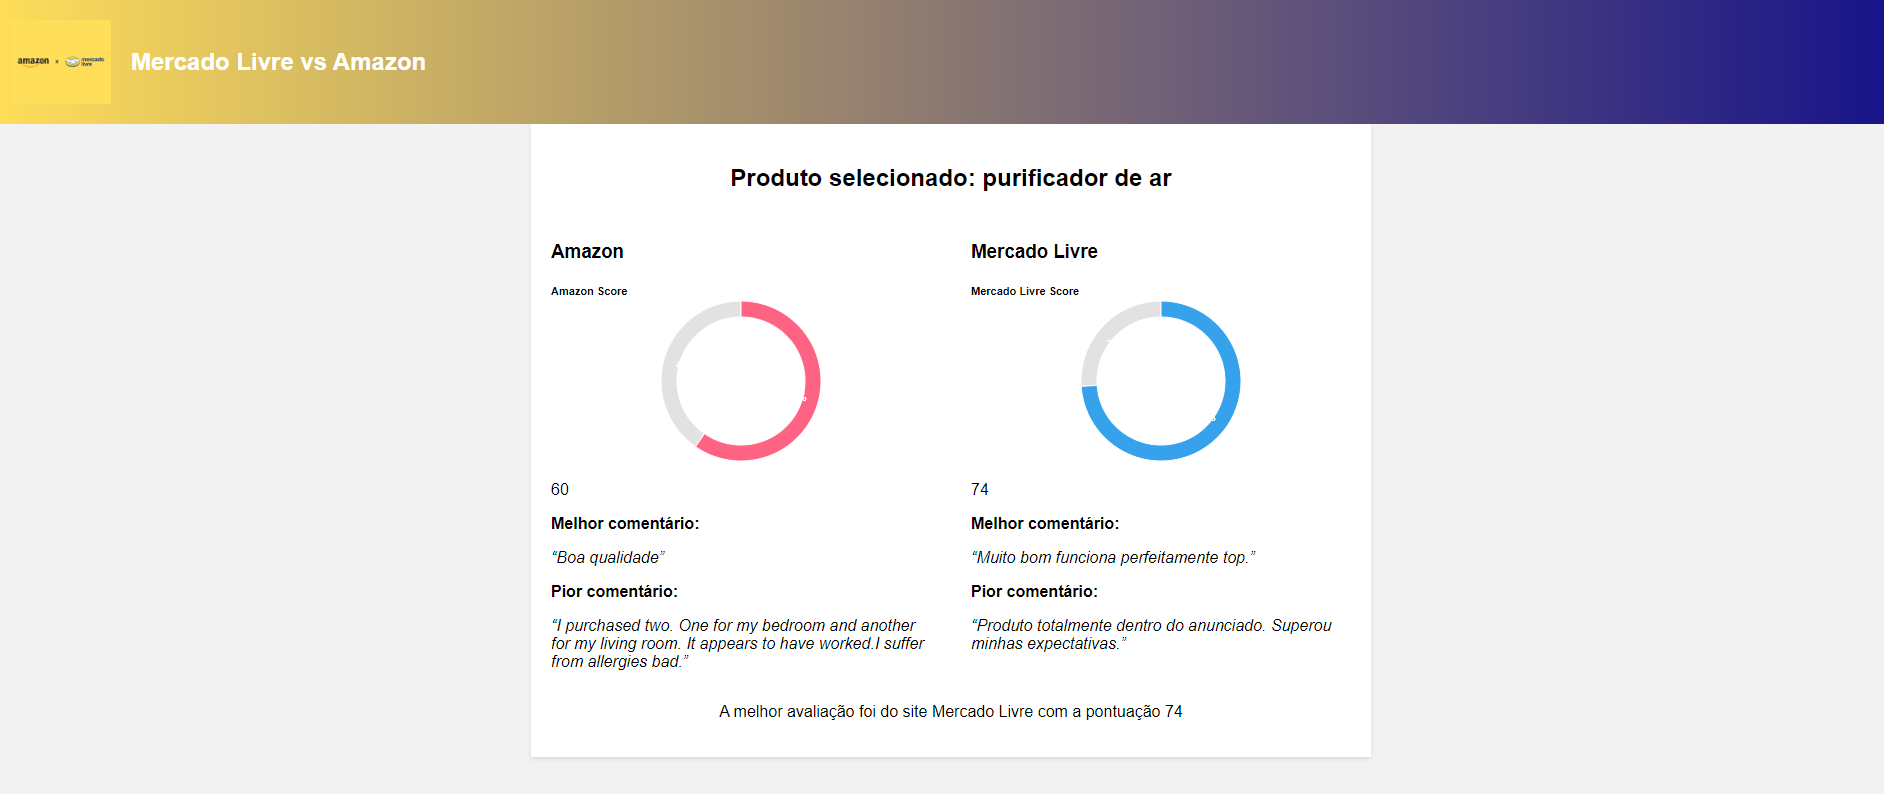 amazon x mercado livre
Mercado Livre vs Amazon
Produto selecionado: purificador de ar
Amazon
Amazon Score
60
Melhor comentário:
“Boa qualidade”
Pior comentário:
“I purchased two. One for my bedroom and another
for my living room. It appears to have worked.I suffer
from allergies bad.”
Mercado Livre
Mercado Livre Score
74
Melhor comentário:
“Muito bom funciona perfeitamente top.”
Pior comentário:
“Produto totalmente dentro do anunciado. Superou
minhas expectativas.”
A melhor avaliação foi do site Mercado Livre com a pontuação 74